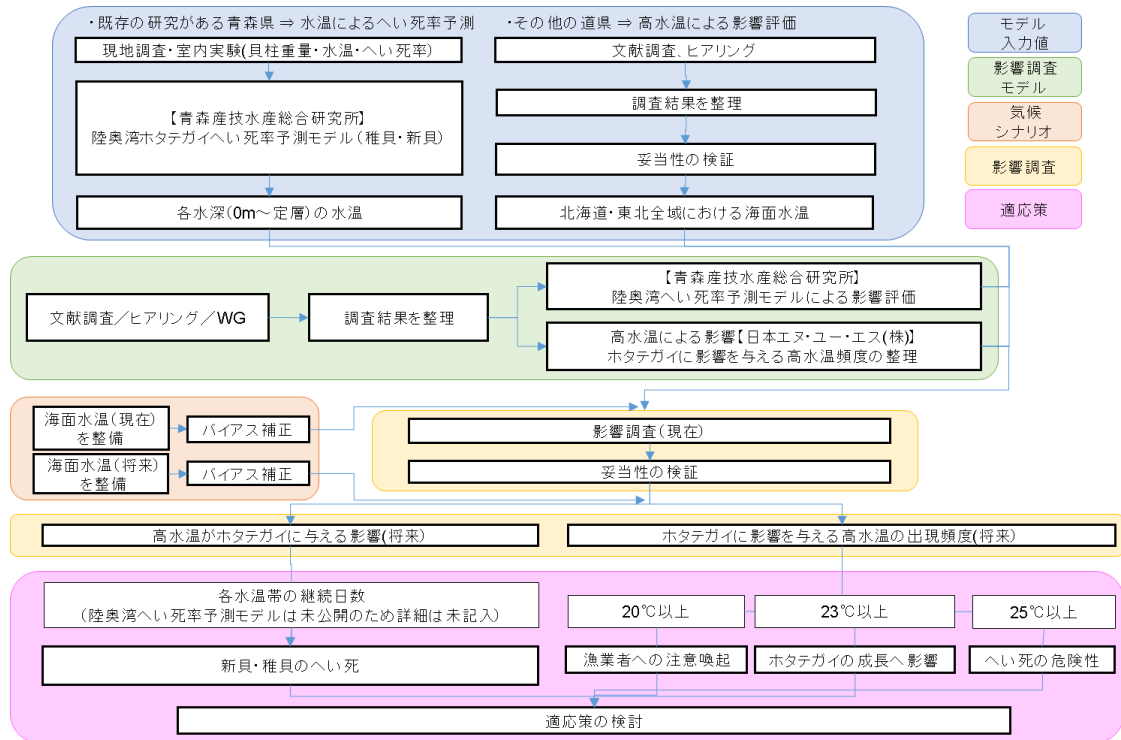 ・既存の研究がある青森県 ⇒ 水温によるへい死率予測
・その他の道県 ⇒ 高水温による影響評価
現地調査・室内実験(貝柱重量・水温・へい死率)
文献調査、ヒアリング
【青森産技水産総合研究所】
陸奥湾ホタテガイへい死率予測モデル(稚貝・新貝)
調査結果を整理
妥当性の検証
各水深(0m～定層)の水温
北海道・東北全域における海面水温
モデル
入力値
影響調査
モデル
気候
シナリオ
影響調査
適応策
文献調査／ヒアリング／WG
調査結果を整理
【青森産技水産総合研究所】
陸奥湾へい死率予測モデルによる影響評価
高水温による影響【日本エヌ・ユー・エス(株)】
ホタテガイに影響を与える高水温頻度の整理
海面水温(現在)
を整備
バイアス補正
海面水温(将来)
を整備
バイアス補正
影響調査(現在)
妥当性の検証
高水温がホタテガイに与える影響(将来)
ホタテガイに影響を与える高水温の出現頻度(将来)
各水温帯の継続日数
(陸奥湾へい死率予測モデルは未公開のため詳細は未記入)
20℃以上
23℃以上
25℃以上
新貝・稚貝のへい死
漁業者への注意喚起
ホタテガイの成長へ影響
へい死の危険性
適応策の検討